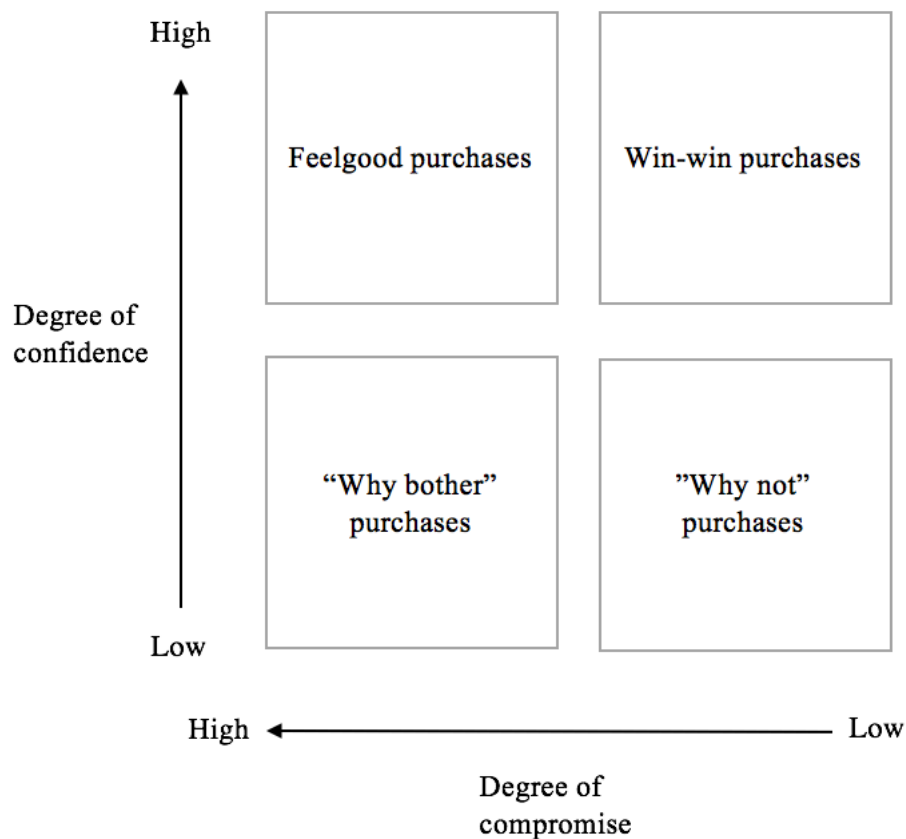 High
Feelgood purchases
Win-win purchases
Degree of
confidence
“Why bother”
purchases
”Why not”
purchases
Low
High
Low
Degree of
compromise